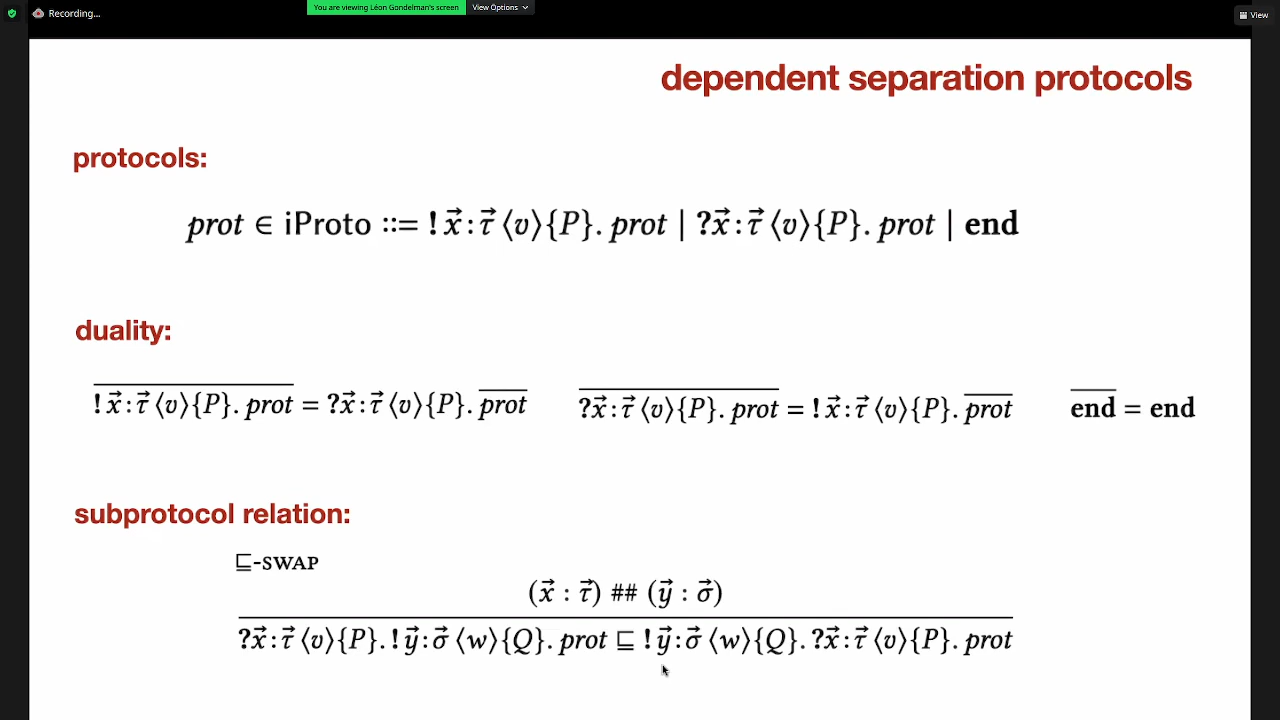 Recording...
You are viewing Léon Gondelman's screen View Options
View
dependent separation protocols
protocols:
prot ∈ iProto ::= ! x⃗ : τ⃗ ⟨v⟩{P}. prot | ? x⃗ : τ⃗ ⟨v⟩{P}. prot | end
duality:
! x⃗ : τ⃗ ⟨v⟩{P}. prot‾ = ? x⃗ : τ⃗ ⟨v⟩{P}. prot‾ ? x⃗ : τ⃗ ⟨v⟩{P}. prot‾ = ! x⃗ : τ⃗ ⟨v⟩{P}. prot‾ end‾ = end
subprotocol relation:
⊑-SWAP
(x⃗ : τ⃗) ## (y⃗ : σ⃗)
? x⃗ : τ⃗ ⟨v⟩{P}. ! y⃗ : σ⃗ ⟨w⟩{Q}. prot ⊑ ! y⃗ : σ⃗ ⟨w⟩{Q}. ? x⃗ : τ⃗ ⟨v⟩{P}. prot